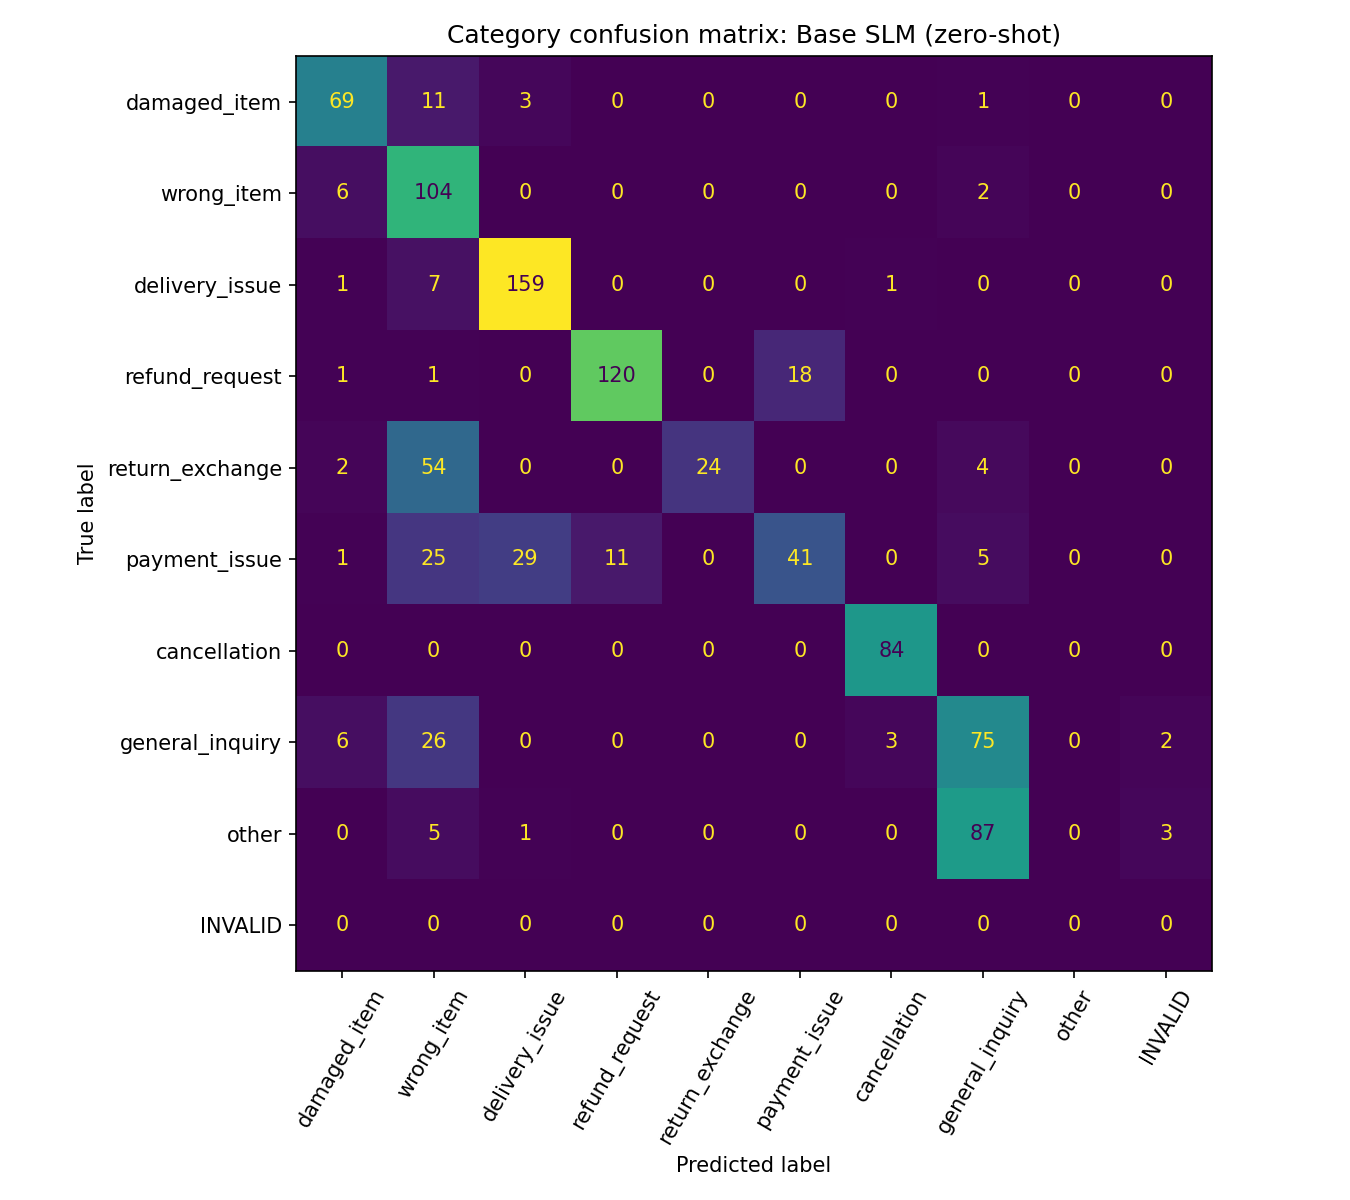 Category confusion matrix: Base SLM (zero-shot)
True label
damaged_item 69 11 3 0 0 0 0 1 0 0
wrong_item 6 104 0 0 0 0 0 2 0 0
delivery_issue 1 7 159 0 0 0 1 0 0 0
refund_request 1 1 0 120 0 18 0 0 0 0
return_exchange 2 54 0 0 24 0 0 4 0 0
payment_issue 1 25 29 11 0 41 0 5 0 0
cancellation 0 0 0 0 0 0 84 0 0 0
general_inquiry 6 26 0 0 0 0 3 75 0 2
other 0 5 1 0 0 0 0 87 0 3
INVALID 0 0 0 0 0 0 0 0 0 0
damaged_item wrong_item delivery_issue refund_request return_exchange payment_issue cancellation general_inquiry other INVALID
Predicted label